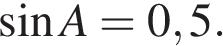 sin A = 0, 5.